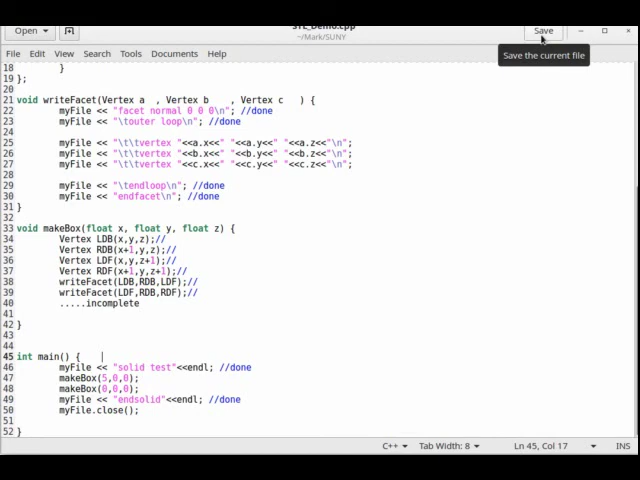 Open
STL_Demo.cpp
~/Mark/SUNY
Save
Save the current file
File Edit View Search Tools Documents Help
18 }
19 };
20
21 void writeFacet(Vertex a , Vertex b , Vertex c ) {
22 myFile << "facet normal 0 0 0\n"; //done
23 myFile << "\touter loop\n"; //done
24
25 myFile << "\t\tvertex "<<a.x<<" "<<a.y<<" "<<a.z<<"\n";
26 myFile << "\t\tvertex "<<b.x<<" "<<b.y<<" "<<b.z<<"\n";
27 myFile << "\t\tvertex "<<c.x<<" "<<c.y<<" "<<c.z<<"\n";
28
29 myFile << "\tendloop\n"; //done
30 myFile << "endfacet\n"; //done
31 }
32
33 void makeBox(float x, float y, float z) {
34 Vertex LDB(x,y,z);//
35 Vertex RDB(x+1,y,z);//
36 Vertex LDF(x,y,z+1);//
37 Vertex RDF(x+1,y,z+1);//
38 writeFacet(LDB,RDB,LDF);//
39 writeFacet(LDF,RDB,RDF);//
40 .....incomplete
41
42 }
43
44
45 int main() {
46 myFile << "solid test"<<endl; //done
47 makeBox(5,0,0);
48 makeBox(0,0,0);
49 myFile << "endsolid"<<endl; //done
50 myFile.close();
51
52 }
C++ Tab Width: 8 Ln 45, Col 17 INS